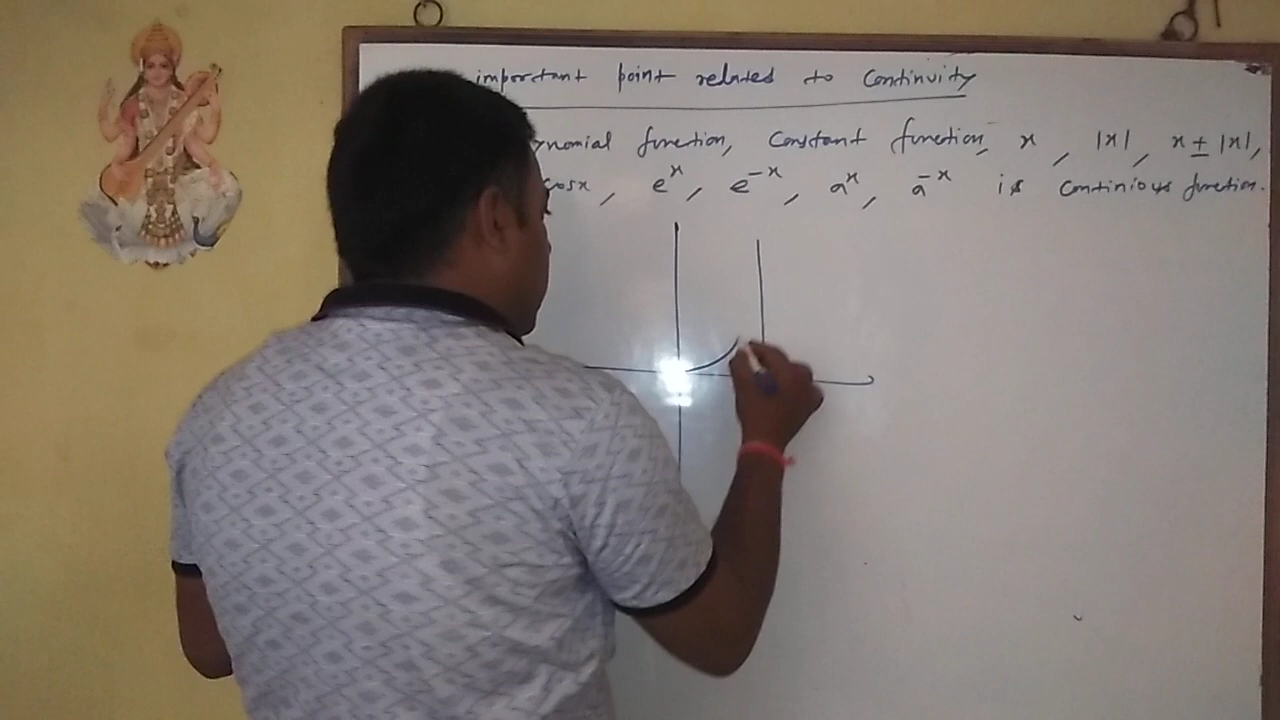 important point related to Continuity
nomial function, Constant function, x, |x|, x ± |x|,
cosx, e^x, e^-x, a^x, a^-x is Continious function.